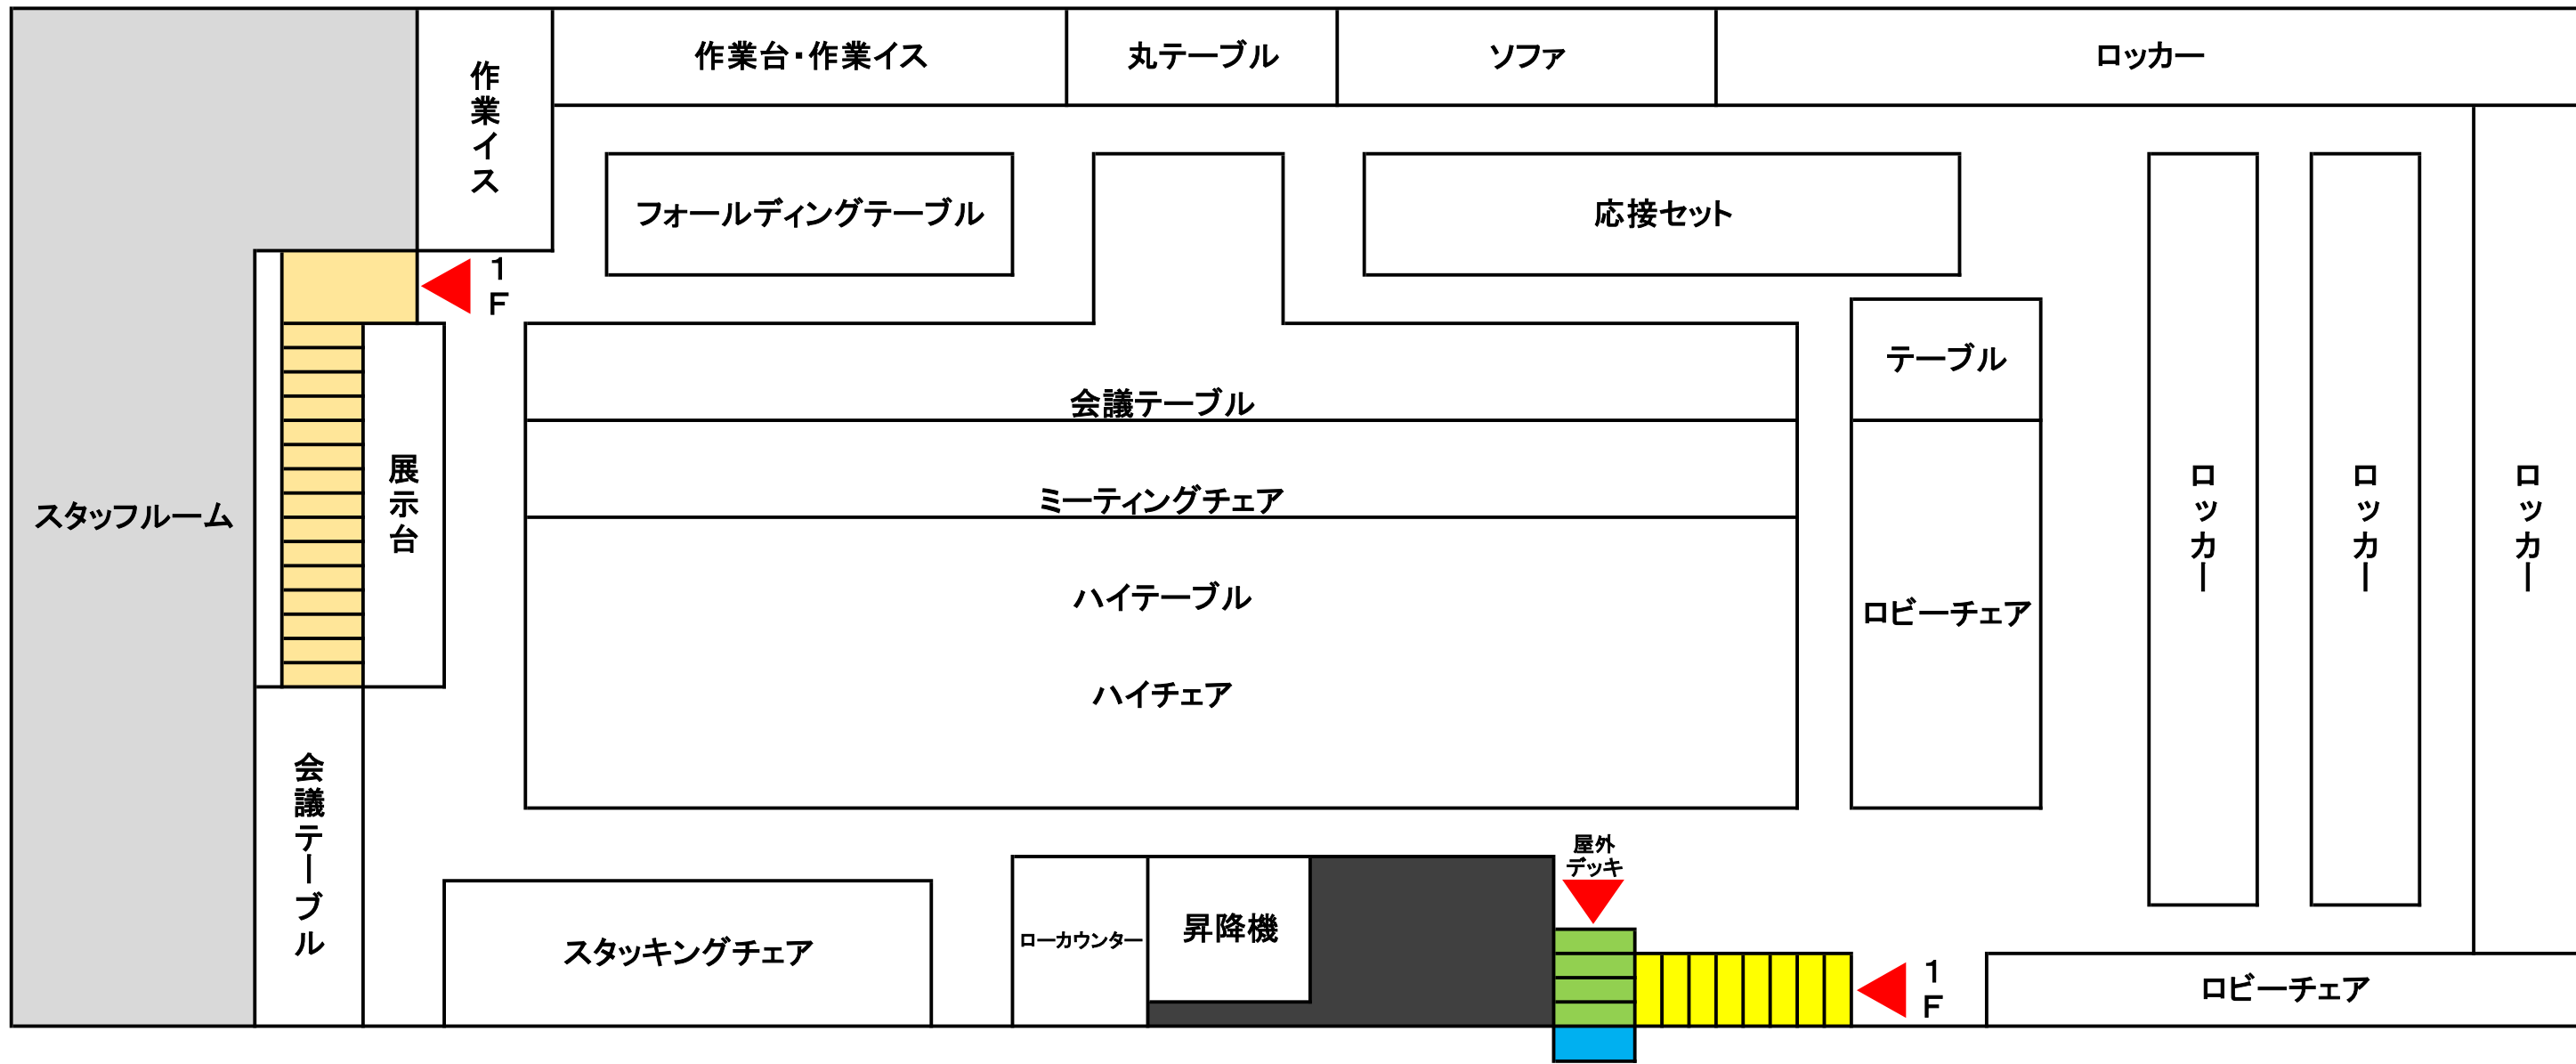 作業イス
作業台・作業イス
丸テーブル
ソファ
ロッカー
フォールディングテーブル
応接セット
1F
テーブル
会議テーブル
ミーティングチェア
ハイテーブル
ハイチェア
スタッフルーム
展示台
ロビーチェア
ロッカー
ロッカー
ロッカー
会議テーブル
スタッキングチェア
ローカウンター
昇降機
屋外
デッキ
1F
ロビーチェア